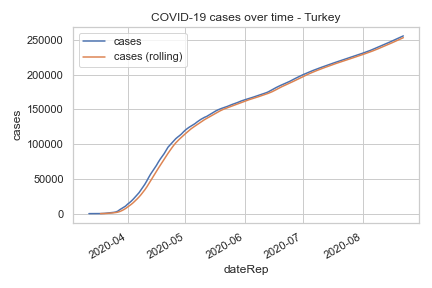 COVID-19 cases over time - Turkey
cases
cases (rolling)
250000
200000
150000
100000
50000
0
cases
2020-04
2020-05
2020-06
2020-07
2020-08
dateRep